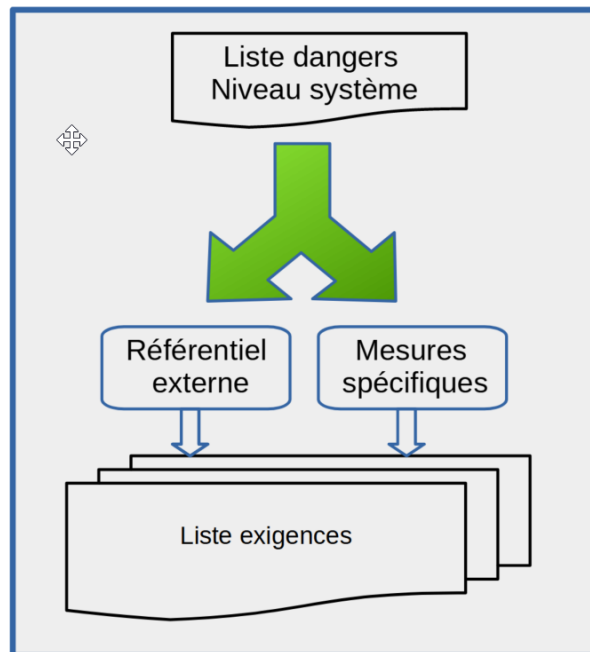 Liste dangers
Niveau système
Référentiel
externe
Mesures
spécifiques
Liste exigences